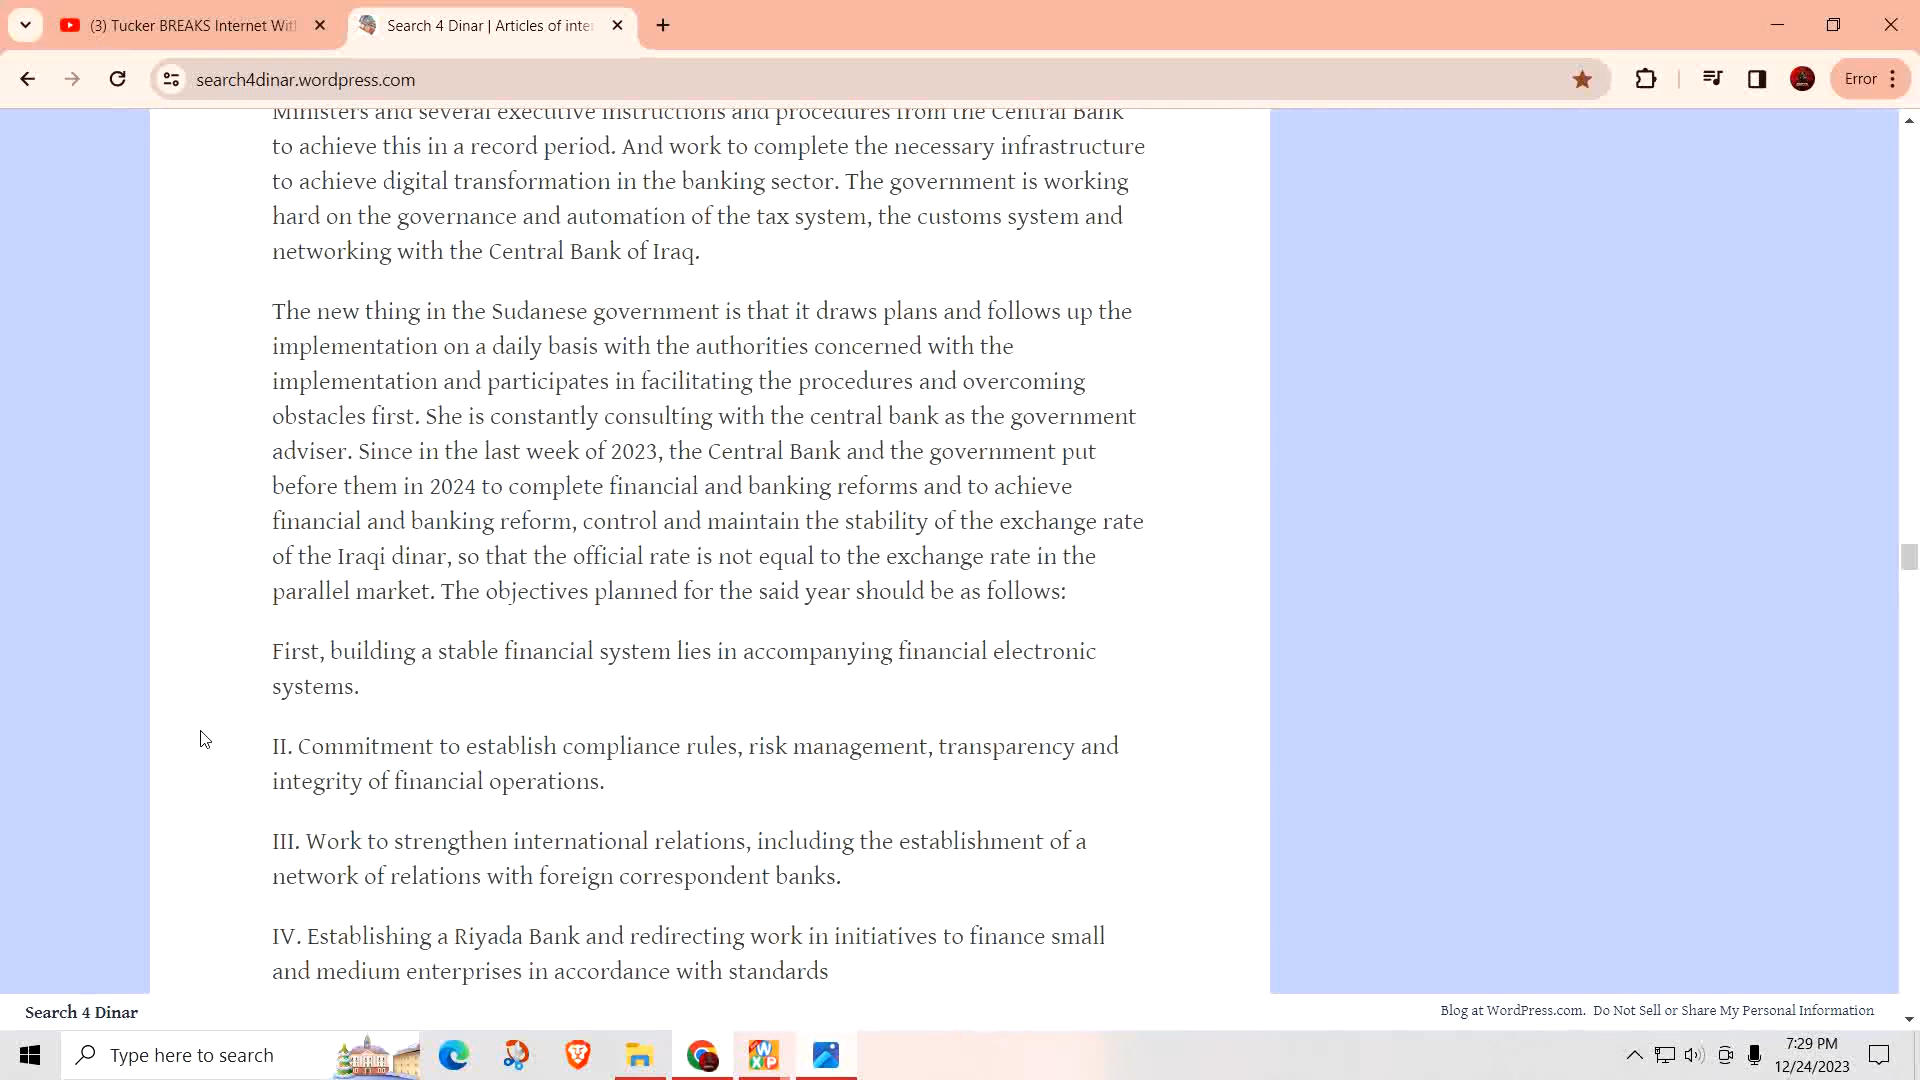 (3) Tucker BREAKS Internet Wit
Search 4 Dinar | Articles of inte
search4dinar.wordpress.com
Error
Ministers and several executive instructions and procedures from the Central Bank
to achieve this in a record period. And work to complete the necessary infrastructure
to achieve digital transformation in the banking sector. The government is working
hard on the governance and automation of the tax system, the customs system and
networking with the Central Bank of Iraq.
The new thing in the Sudanese government is that it draws plans and follows up the
implementation on a daily basis with the authorities concerned with the
implementation and participates in facilitating the procedures and overcoming
obstacles first. She is constantly consulting with the central bank as the government
adviser. Since in the last week of 2023, the Central Bank and the government put
before them in 2024 to complete financial and banking reforms and to achieve
financial and banking reform, control and maintain the stability of the exchange rate
of the Iraqi dinar, so that the official rate is not equal to the exchange rate in the
parallel market. The objectives planned for the said year should be as follows:
First, building a stable financial system lies in accompanying financial electronic
systems.
II. Commitment to establish compliance rules, risk management, transparency and
integrity of financial operations.
III. Work to strengthen international relations, including the establishment of a
network of relations with foreign correspondent banks.
IV. Establishing a Riyada Bank and redirecting work in initiatives to finance small
and medium enterprises in accordance with standards
Search 4 Dinar
Blog at WordPress.com. Do Not Sell or Share My Personal Information
Type here to search
W
XP
7:29 PM
12/24/2023